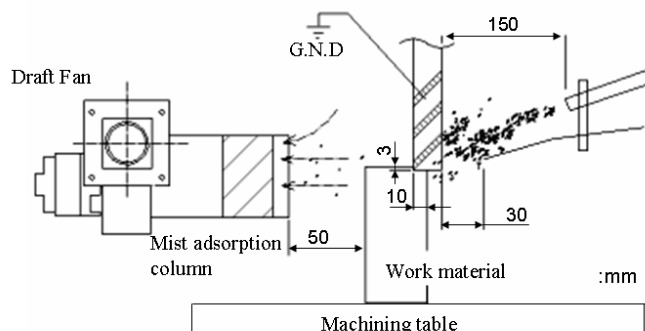 150
G.N.D
Draft Fan
3
10
30
Mist adsorption
column
50
Work material
:mm
Machining table